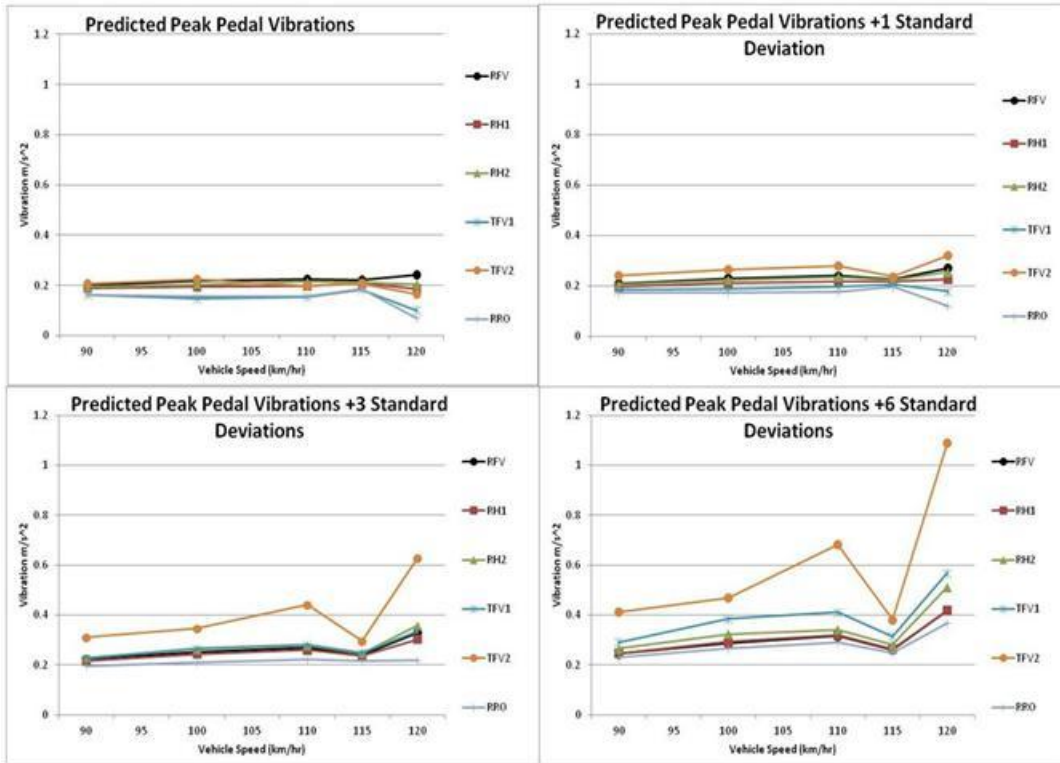 Predicted Peak Pedal Vibrations
1.2
1
0.8
0.6
0.4
0.2
0
Vibration m/s^2
90 95 100 105 110 115 120
Vehicle Speed (km/hr)
RFV
RH1
RH2
TFV1
TFV2
RRO
Predicted Peak Pedal Vibrations +1 Standard
Deviation
1.2
1
0.8
0.6
0.4
0.2
0
Vibration m/s^2
90 95 100 105 110 115 120
Vehicle Speed (km/hr)
RFV
RH1
RH2
TFV1
TFV2
RRO
Predicted Peak Pedal Vibrations +3 Standard
Deviations
1.2
1
0.8
0.6
0.4
0.2
0
Vibration m/s^2
90 95 100 105 110 115 120
Vehicle Speed (km/hr)
RFV
RH1
RH2
TFV1
TFV2
RRO
Predicted Peak Pedal Vibrations +6 Standard
Deviations
1.2
1
0.8
0.6
0.4
0.2
0
Vibration m/s^2
90 95 100 105 110 115 120
Vehicle Speed (km/hr)
RFV
RH1
RH2
TFV1
TFV2
RRO